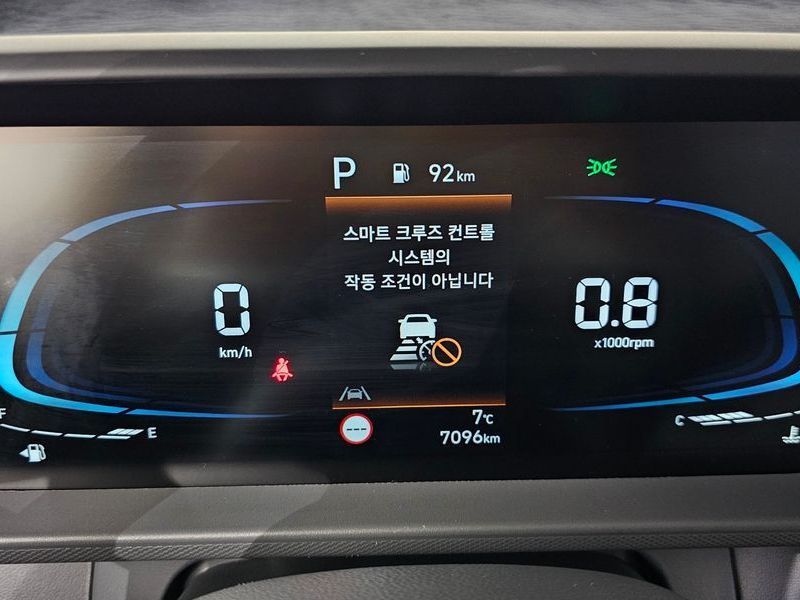 P 92km
스마트 크루즈 컨트롤
시스템의
작동 조건이 아닙니다
0
km/h
0.8
x1000rpm
F E
---
7℃
7096km
C